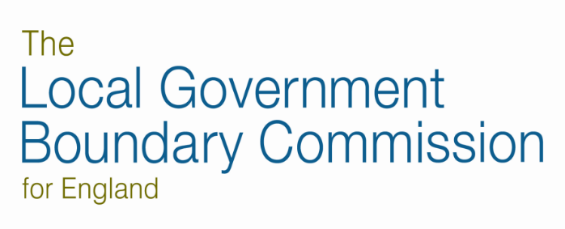 The
Local Government
Boundary Commission
for England